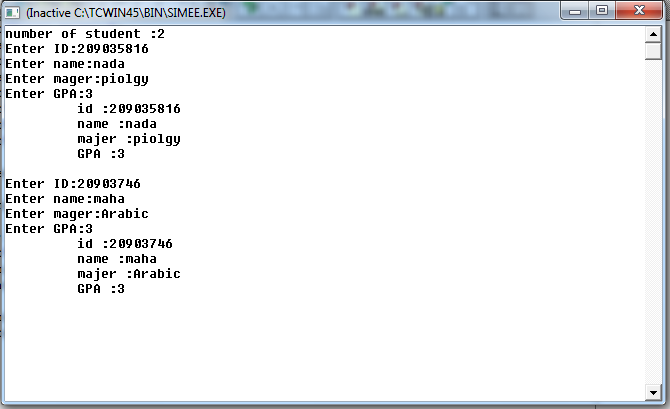 (Inactive C:\TCWIN45\BIN\SIMEE.EXE)
number of student :2
Enter ID:209035816
Enter name:nada
Enter mager:piolgy
Enter GPA:3
id :209035816
name :nada
majer :piolgy
GPA :3
Enter ID:20903746
Enter name:maha
Enter mager:Arabic
Enter GPA:3
id :20903746
name :maha
majer :Arabic
GPA :3